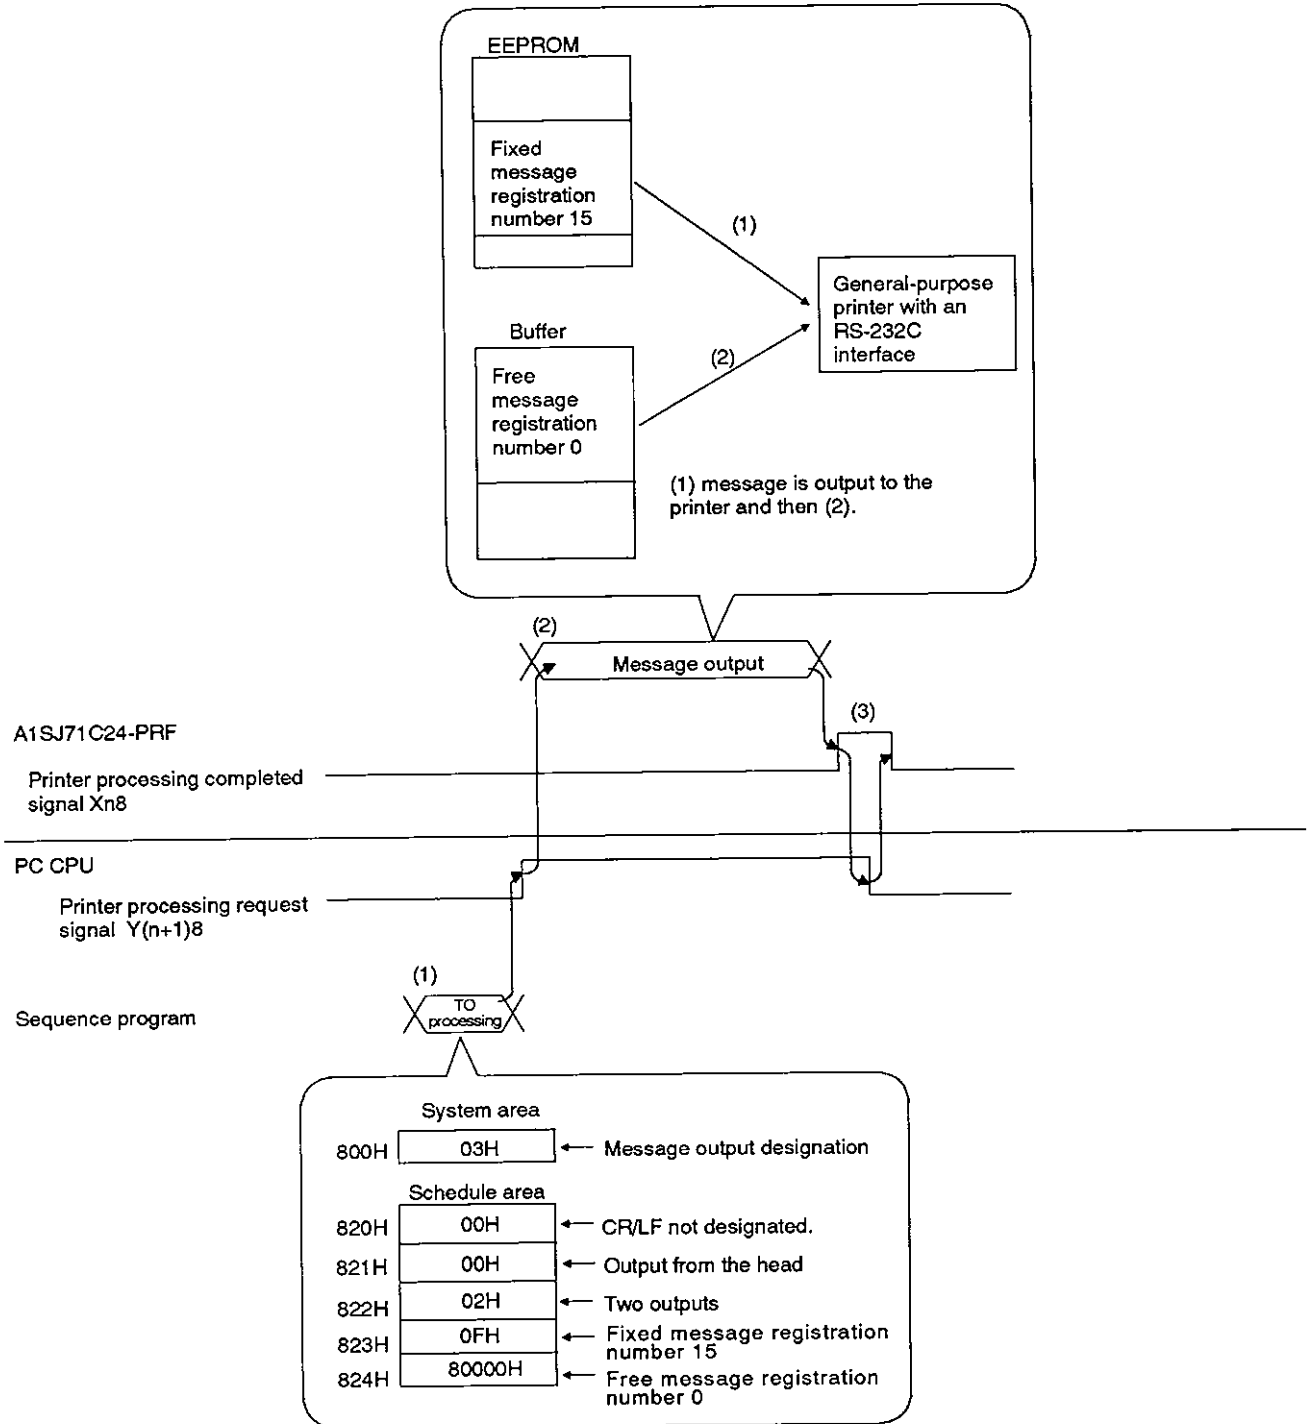 EEPROM
Fixed
message
registration
number 15
(1)
General-purpose
printer with an
RS-232C
interface
Buffer
(2)
Free
message
registration
number 0
(1) message is output to the
printer and then (2).
(2)
Message output
A1SJ71C24-PRF
(3)
Printer processing completed
signal Xn8
PC CPU
Printer processing request
signal Y(n+1)8
(1)
Sequence program
TO
processing
System area
800H 03H Message output designation
Schedule area
820H 00H CR/LF not designated.
821H 00H Output from the head
822H 02H Two outputs
823H 0FH Fixed message registration
number 15
824H 80000H Free message registration
number 0